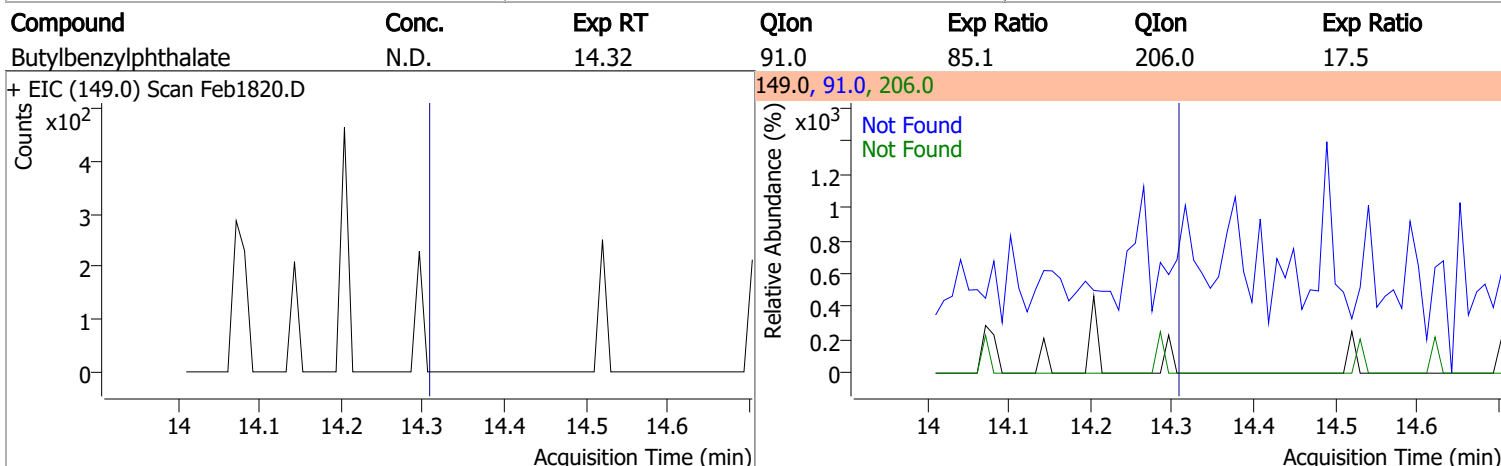 Compound Conc. Exp RT QIon Exp Ratio QIon Exp Ratio
Butylbenzylphthalate N.D. 14.32 91.0 85.1 206.0 17.5
+ EIC (149.0) Scan Feb1820.D
Counts
x10²
4
3
2
1
0
14 14.1 14.2 14.3 14.4 14.5 14.6
Acquisition Time (min)
149.0, 91.0, 206.0
Relative Abundance (%)
x10³
Not Found
Not Found
1.2
1
0.8
0.6
0.4
0.2
0
14 14.1 14.2 14.3 14.4 14.5 14.6
Acquisition Time (min)